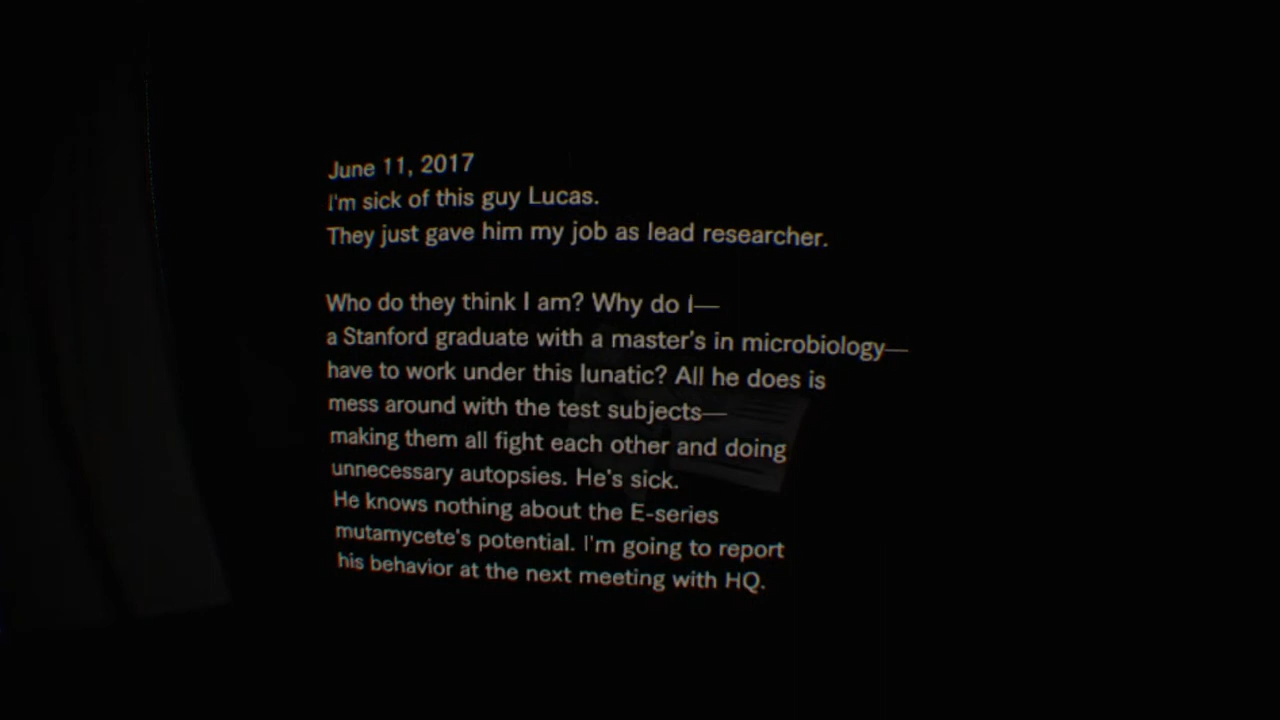 June 11, 2017
I'm sick of this guy Lucas.
They just gave him my job as lead researcher.
Who do they think I am? Why do I—
a Stanford graduate with a master's in microbiology—
have to work under this lunatic? All he does is
mess around with the test subjects—
making them all fight each other and doing
unnecessary autopsies. He's sick.
He knows nothing about the E-series
mutamycete's potential. I'm going to report
his behavior at the next meeting with HQ.